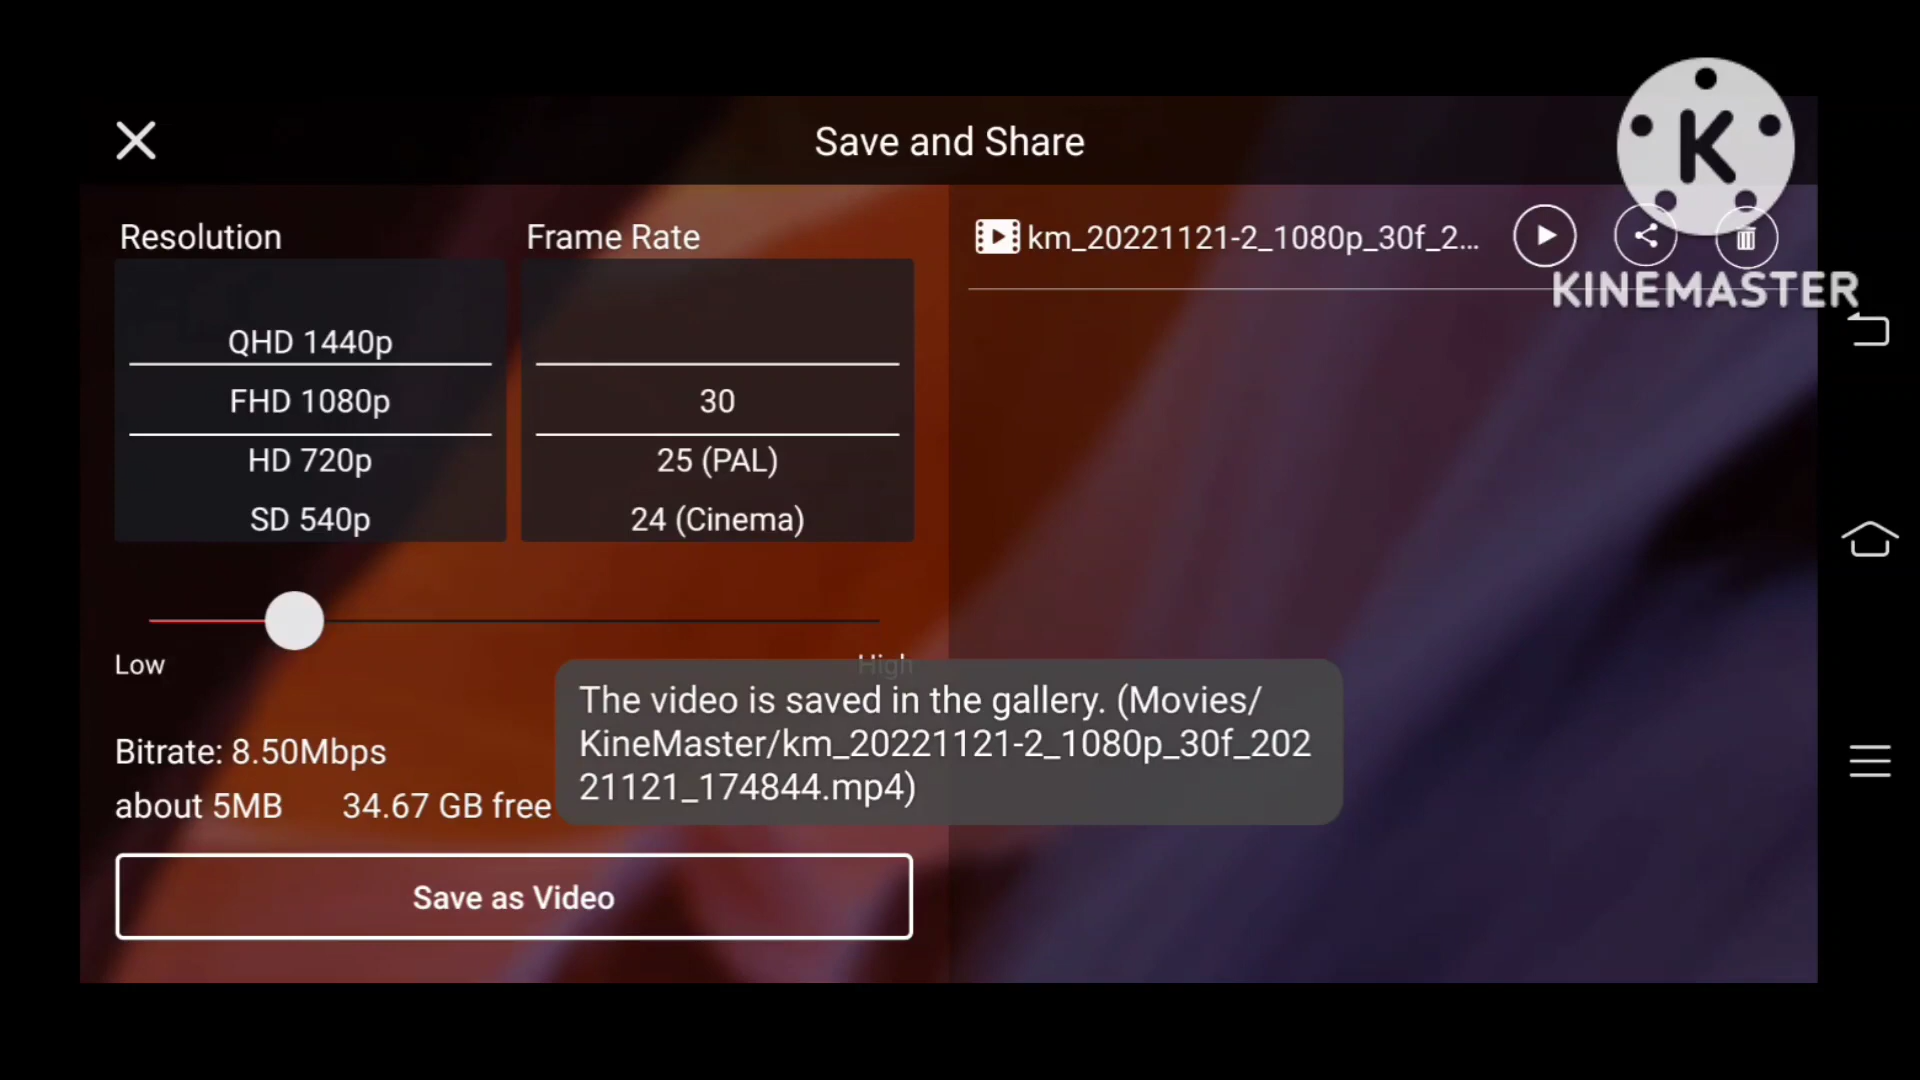 Save and Share
K
KINEMASTER
Resolution
Frame Rate
QHD 1440p
FHD 1080p
HD 720p
SD 540p
30
25 (PAL)
24 (Cinema)
km_20221121-2_1080p_30f_2...
Low
High
Bitrate: 8.50Mbps
about 5MB 34.67 GB free
The video is saved in the gallery. (Movies/
KineMaster/km_20221121-2_1080p_30f_202
21121_174844.mp4)
Save as Video